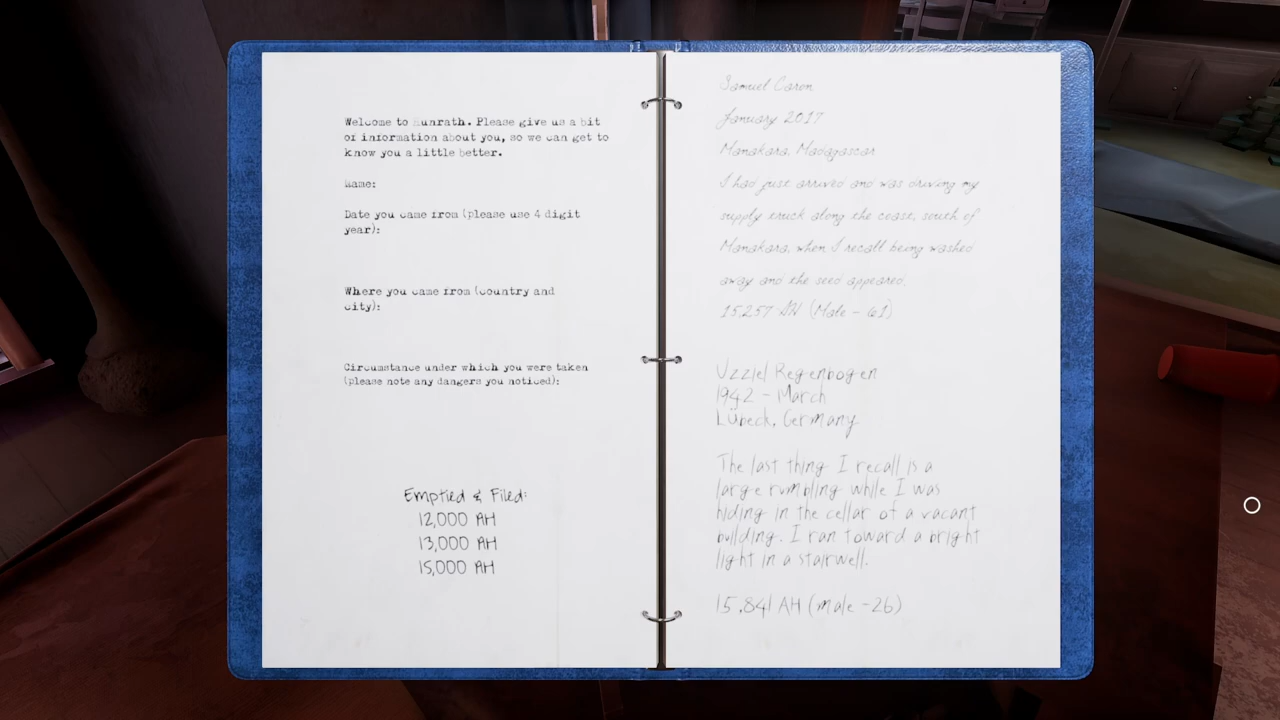 Welcome to Hunrath. Please give us a bit
of information about you, so we can get to
know you a little better.
Name:
Date you came from (please use 4 digit
year):
Where you came from (country and
city):
Circumstance under which you were taken
(please note any dangers you noticed):
Emptied & Filed:
12,000 AH
13,000 AH
15,000 AH
Samuel Caron
January 2017
Manakara, Madagascar
I had just arrived and was driving my
supply truck along the coast, south of
Manakara, when I recall being washed
away and the seed appeared.
15,257 AH (Male - 61)
Uzziel Regenbogen
1942 - March
Lübeck, Germany
The last thing I recall is a
large rumbling while I was
hiding in the cellar of a vacant
building. I ran toward a bright
light in a stairwell.
15,841 AH (male -26)